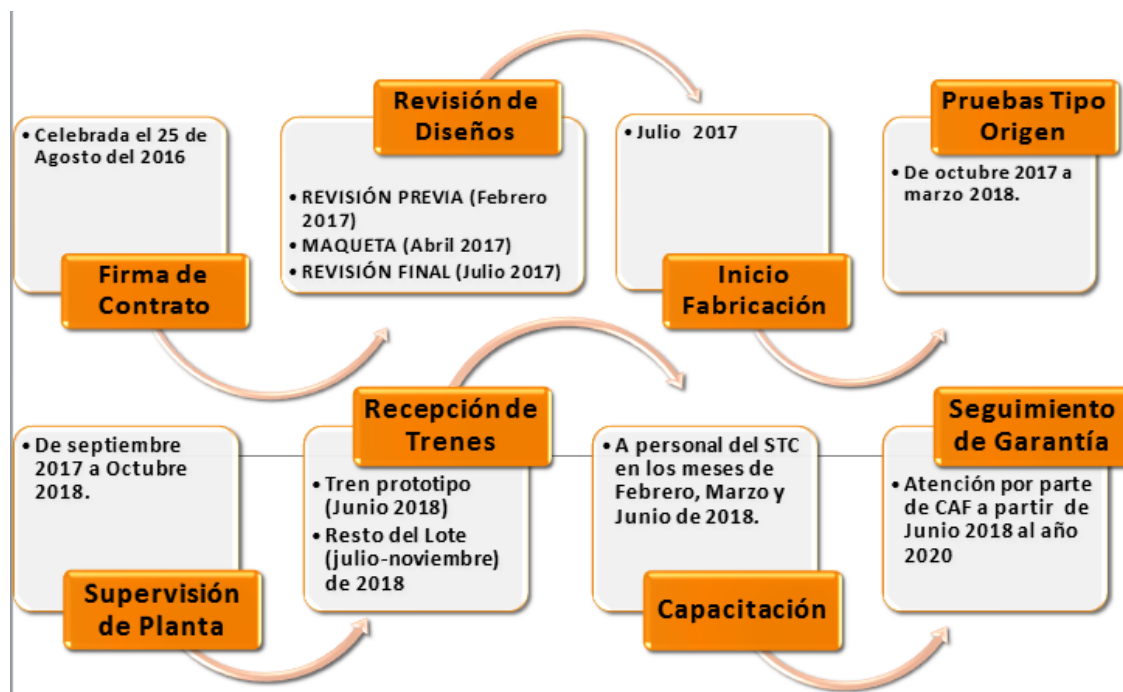 • Celebrada el 25 de
Agosto del 2016
Firma de
Contrato
Revisión de
Diseños
• REVISIÓN PREVIA (Febrero
2017)
• MAQUETA (Abril 2017)
• REVISIÓN FINAL (Julio 2017)
• Julio 2017
Inicio
Fabricación
Pruebas Tipo
Origen
• De octubre 2017 a
marzo 2018.
• De septiembre
2017 a Octubre
2018.
Supervisión
de Planta
Recepción de
Trenes
• Tren prototipo
(Junio 2018)
• Resto del Lote
(julio-noviembre)
de 2018
• A personal del STC
en los meses de
Febrero, Marzo y
Junio de 2018.
Capacitación
Seguimiento
de Garantía
• Atención por parte
de CAF a partir de
Junio 2018 al año
2020